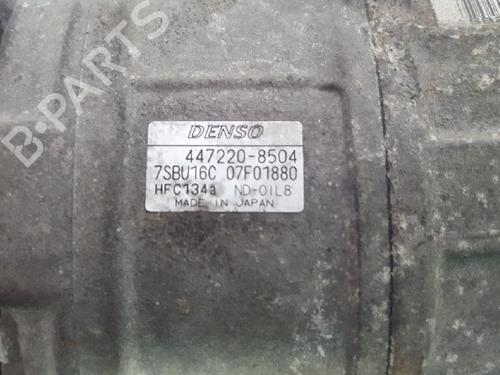 B-PARTS
DENSO
447220-8504
7SBU16C 07F01880
HFC134a ND-OIL8
MADE IN JAPAN